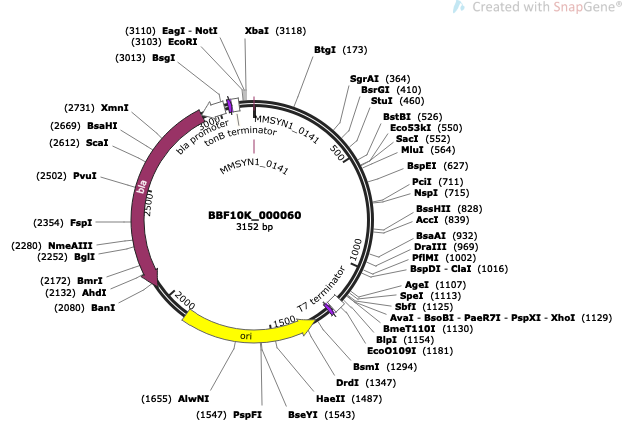 Created with SnapGene®
(3110) EagI - NotI
(3103) EcoRI
(3013) BsgI
XbaI (3118)
BtgI (173)
SgrAI (364)
BsrGI (410)
StuI (460)
BstBI (526)
Eco53kI (550)
SacI (552)
MluI (564)
BspEI (627)
PciI (711)
NspI (715)
BssHII (828)
AccI (839)
BsaAI (932)
DraIII (969)
PflMI (1002)
BspDI - ClaI (1016)
AgeI (1107)
SpeI (1113)
SbfI (1125)
AvaI - BsoBI - PaeR7I - PspXI - XhoI (1129)
BmeT110I (1130)
BlpI (1154)
EcoO109I (1181)
BsmI (1294)
DrdI (1347)
HaeII (1487)
BseYI (1543)
(1547) PspFI
(1655) AlwNI
(2080) BanI
(2132) AhdI
(2172) BmrI
(2252) BglI
(2280) NmeAIII
(2354) FspI
(2502) PvuI
(2612) ScaI
(2669) BsaHI
(2731) XmnI
bla promoter
tonB terminator
MMSYN1_0141
MMSYN1_0141
T7 terminator
bla
ori
500
1000
1500
2000
2500
3000
BBF10K_000060
3152 bp